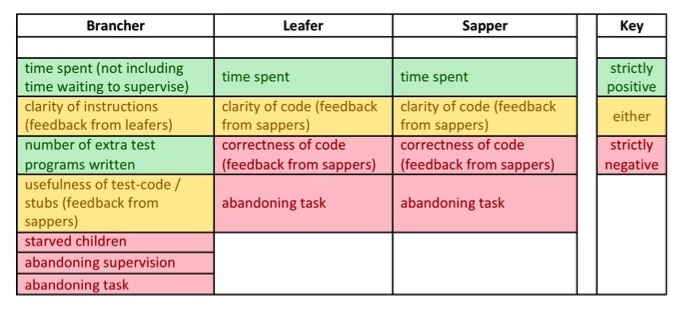 Brancher Leafer Sapper Key
time spent (not including
time waiting to supervise)
time spent
time spent
strictly
positive
clarity of instructions
(feedback from leafers)
clarity of code (feedback
from sappers)
clarity of code (feedback
from sappers)
either
number of extra test
programs written
correctness of code
(feedback from sappers)
correctness of code
(feedback from sappers)
strictly
negative
usefulness of test-code /
stubs (feedback from
sappers)
abandoning task
abandoning task
starved children
abandoning supervision
abandoning task